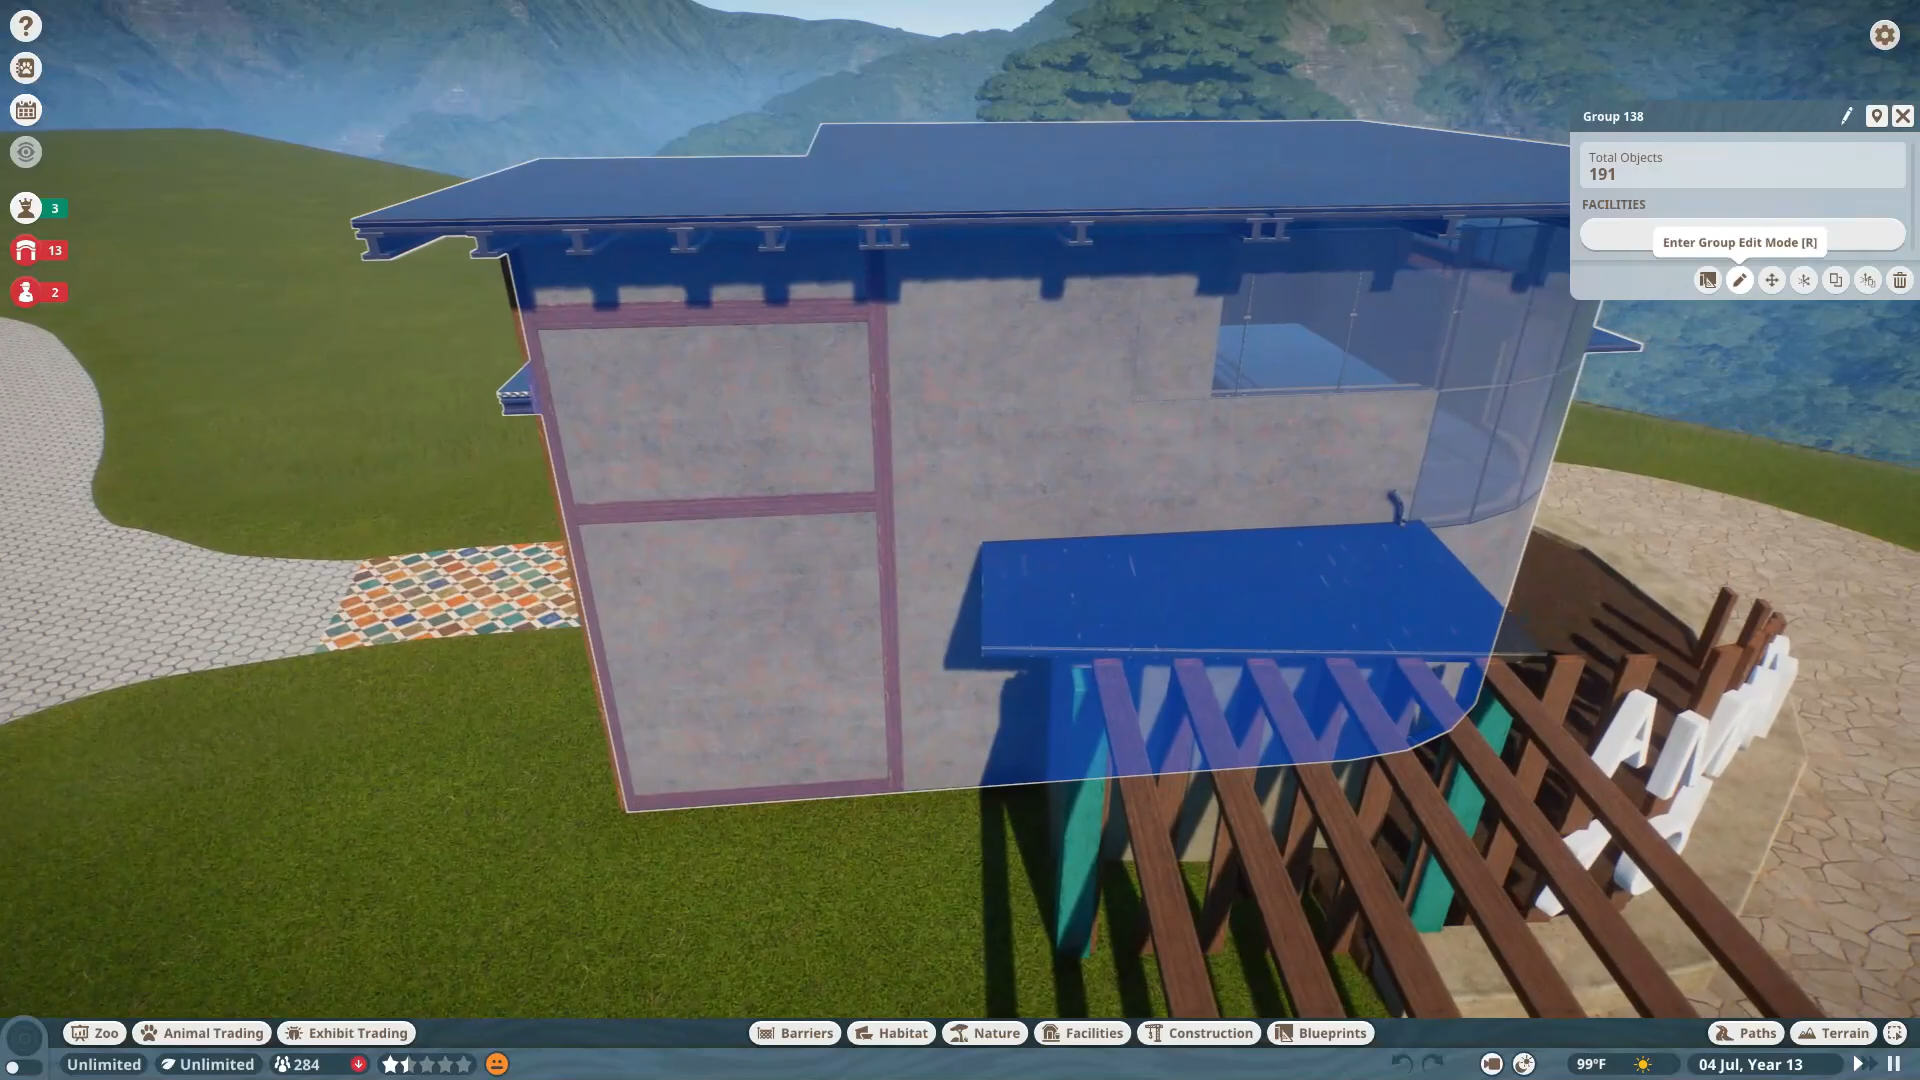 Group 138
Total Objects
191
FACILITIES
Enter Group Edit Mode [R]
3
13
2
Zoo
Animal Trading
Exhibit Trading
Barriers
Habitat
Nature
Facilities
Construction
Blueprints
Paths
Terrain
Unlimited
Unlimited
284
99°F
04 Jul, Year 13